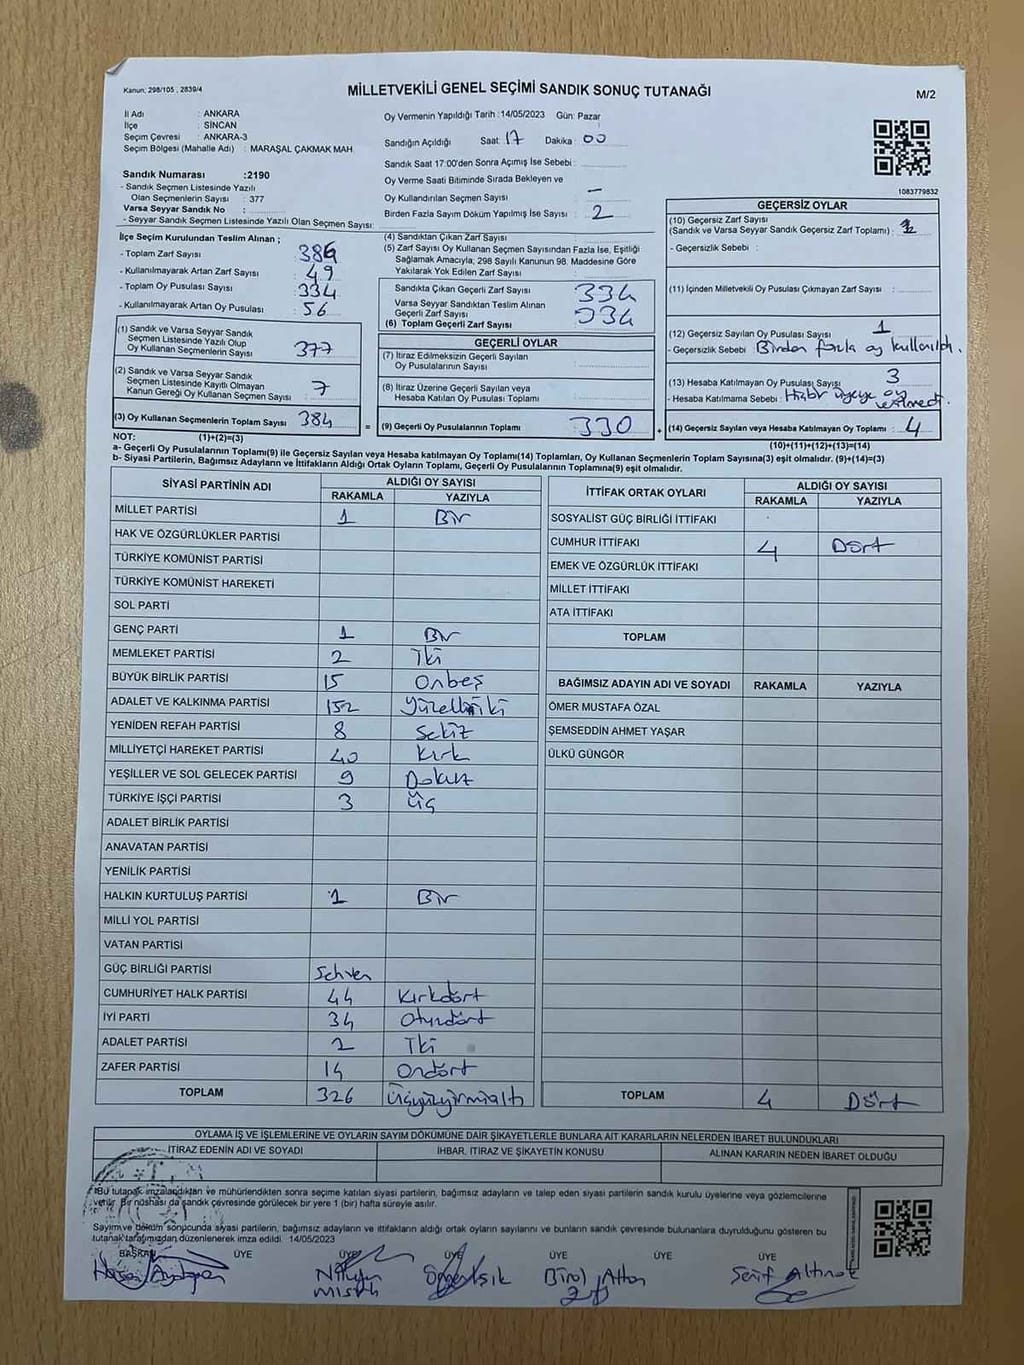 Kanun: 298/105 , 2839/4
MİLLETVEKİLİ GENEL SEÇİMİ SANDIK SONUÇ TUTANAĞI
M/2
İl Adı : ANKARA
İlçe : SİNCAN
Seçim Çevresi : ANKARA-3
Seçim Bölgesi (Mahalle Adı) : MARAŞAL ÇAKMAK MAH.
Oy Vermenin Yapıldığı Tarih :14/05/2023 Gün: Pazar
Sandığın Açıldığı Saat: 17 Dakika: 00
Sandık Saat 17:00'den Sonra Açımış İse Sebebi :
Oy Verme Saati Bitiminde Sırada Bekleyen ve
Oy Kullandırılan Seçmen Sayısı : —
Birden Fazla Sayım Döküm Yapılmış İse Sayısı : 2
1083779832
Sandık Numarası :2190
- Sandık Seçmen Listesinde Yazılı
Olan Seçmenlerin Sayısı : 377
Varsa Seyyar Sandık No :
- Seyyar Sandık Seçmen Listesinde Yazılı Olan Seçmen Sayısı:
İlçe Seçim Kurulundan Teslim Alınan ;
- Toplam Zarf Sayısı :
- Kullanılmayarak Artan Zarf Sayısı : 49
- Toplam Oy Pusulası Sayısı : 334
- Kullanılmayarak Artan Oy Pusulası : 56
(1) Sandık ve Varsa Seyyar Sandık
Seçmen Listesinde Yazılı Olup
Oy Kullanan Seçmenlerin Sayısı : 377
(2) Sandık ve Varsa Seyyar Sandık
Seçmen Listesinde Kayıtlı Olmayan
Kanun Gereği Oy Kullanan Seçmen Sayısı : 7
(3) Oy Kullanan Seçmenlerin Toplam Sayısı : 384
(4) Sandıktan Çıkan Zarf Sayısı :
(5) Zarf Sayısı Oy Kullanan Seçmen Sayısından Fazla İse, Eşitliği
Sağlamak Amacıyla; 298 Sayılı Kanunun 98. Maddesine Göre
Yakılarak Yok Edilen Zarf Sayısı :
Sandıkta Çıkan Geçerli Zarf Sayısı : 334
Varsa Seyyar Sandıktan Teslim Alınan
Geçerli Zarf Sayısı :
(6) Toplam Geçerli Zarf Sayısı : 334
GEÇERLİ OYLAR
(7) İtiraz Edilmeksizin Geçerli Sayılan
Oy Pusulalarının Sayısı :
(8) İtiraz Üzerine Geçerli Sayılan veya
Hesaba Katılan Oy Pusulası Toplamı :
= (9) Geçerli Oy Pusulalarının Toplamı : 330
GEÇERSİZ OYLAR
(10) Geçersiz Zarf Sayısı
(Sandık ve Varsa Seyyar Sandık Geçersiz Zarf Toplamı) :
- Geçersizlik Sebebi :
(11) İçinden Milletvekili Oy Pusulası Çıkmayan Zarf Sayısı :
(12) Geçersiz Sayılan Oy Pusulası Sayısı : 1
- Geçersizlik Sebebi : Birden fazla oy kullanıldı.
(13) Hesaba Katılmayan Oy Pusulası Sayısı : 3
- Hesaba Katılmama Sebebi : Hiçbir üyeye oy verilmedi.
+ (14) Geçersiz Sayılan veya Hesaba Katılmayan Oy Toplamı : 4
NOT: (1)+(2)=(3)
(10)+(11)+(12)+(13)=(14)
a- Geçerli Oy Pusulalarının Toplamı(9) ile Geçersiz Sayılan veya Hesaba katılmayan Oy Toplamı(14) Toplamları, Oy Kullanan Seçmenlerin Toplam Sayısına(3) eşit olmalıdır. (9)+(14)=(3)
b- Siyasi Partilerin, Bağımsız Adayların ve İttifakların Aldığı Ortak Oyların Toplamı, Geçerli Oy Pusulalarının Toplamına(9) eşit olmalıdır.
SİYASİ PARTİNİN ADI ALDIĞI OY SAYISI
RAKAMLA YAZIYLA
MİLLET PARTİSİ 1 Bir
HAK VE ÖZGÜRLÜKLER PARTİSİ
TÜRKİYE KOMÜNİST PARTİSİ
TÜRKİYE KOMÜNİST HAREKETİ
SOL PARTİ
GENÇ PARTİ 1 Bir
MEMLEKET PARTİSİ 2 İki
BÜYÜK BİRLİK PARTİSİ 15 Onbeş
ADALET VE KALKINMA PARTİSİ 152 Yüzelliiki
YENİDEN REFAH PARTİSİ 8 Sekiz
MİLLİYETÇİ HAREKET PARTİSİ 40 Kırk
YEŞİLLER VE SOL GELECEK PARTİSİ 9 Dokuz
TÜRKİYE İŞÇİ PARTİSİ 3 Üç
ADALET BİRLİK PARTİSİ
ANAVATAN PARTİSİ
YENİLİK PARTİSİ
HALKIN KURTULUŞ PARTİSİ 1 Bir
MİLLİ YOL PARTİSİ
VATAN PARTİSİ
GÜÇ BİRLİĞİ PARTİSİ Sehven
CUMHURİYET HALK PARTİSİ 44 Kırkdört
İYİ PARTİ 34 Otuzdört
ADALET PARTİSİ 2 İki
ZAFER PARTİSİ 14 Ondört
TOPLAM 326 Üçyüzyirmialtı
İTTİFAK ORTAK OYLARI ALDIĞI OY SAYISI
RAKAMLA YAZIYLA
SOSYALİST GÜÇ BİRLİĞİ İTTİFAKI
CUMHUR İTTİFAKI 4 Dört
EMEK VE ÖZGÜRLÜK İTTİFAKI
MİLLET İTTİFAKI
ATA İTTİFAKI
TOPLAM
BAĞIMSIZ ADAYIN ADI VE SOYADI RAKAMLA YAZIYLA
ÖMER MUSTAFA ÖZAL
ŞEMSEDDİN AHMET YAŞAR
ÜLKÜ GÜNGÖR
TOPLAM 4 Dört
OYLAMA İŞ VE İŞLEMLERİNE VE OYLARIN SAYIM DÖKÜMÜNE DAİR ŞİKAYETLERLE BUNLARA AİT KARARLARIN NELERDEN İBARET BULUNDUKLARI
İTİRAZ EDENİN ADI VE SOYADI İHBAR, İTİRAZ VE ŞİKAYETİN KONUSU ALINAN KARARIN NEDEN İBARET OLDUĞU
*Bu tutanak imzalandıktan ve mühürlendikten sonra seçime katılan siyasi partilerin, bağımsız adayların ve talep eden siyasi partilerin sandık kurulu üyelerine veya gözlemcilerine
verilir. Bir nüshası da sandık çevresinde görülecek bir yere 1 (bir) hafta süreyle asılır.
Sayım ve döküm sonucunda siyasi partilerin, bağımsız adayların ve ittifakların aldığı ortak oyların sayılarını ve bunların sandık çevresinde bulunanlara duyrulduğunu gösteren bu
tutanak tarafımızdan düzenlenerek imza edildi. 14/05/2023
BAŞKAN ÜYE ÜYE ÜYE ÜYE ÜYE ÜYE